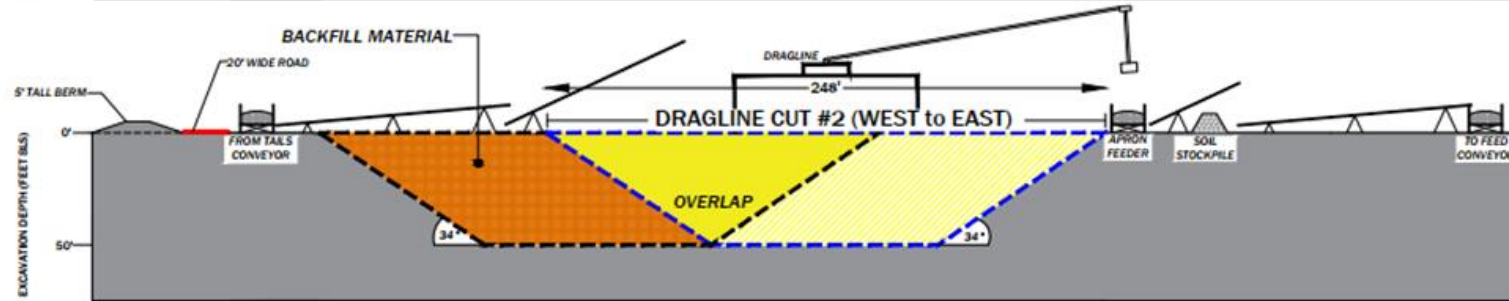 BACKFILL MATERIAL
20' WIDE ROAD
DRAGLINE
5' TALL BERM
248'
DRAGLINE CUT #2 (WEST to EAST)
0'
FROM TAILS
CONVEYOR
APRON
FEEDER
SOIL
STOCKPILE
TO FEED
CONVEYOR
EXCAVATION DEPTH (FEET BLS)
OVERLAP
34°
34°
50'